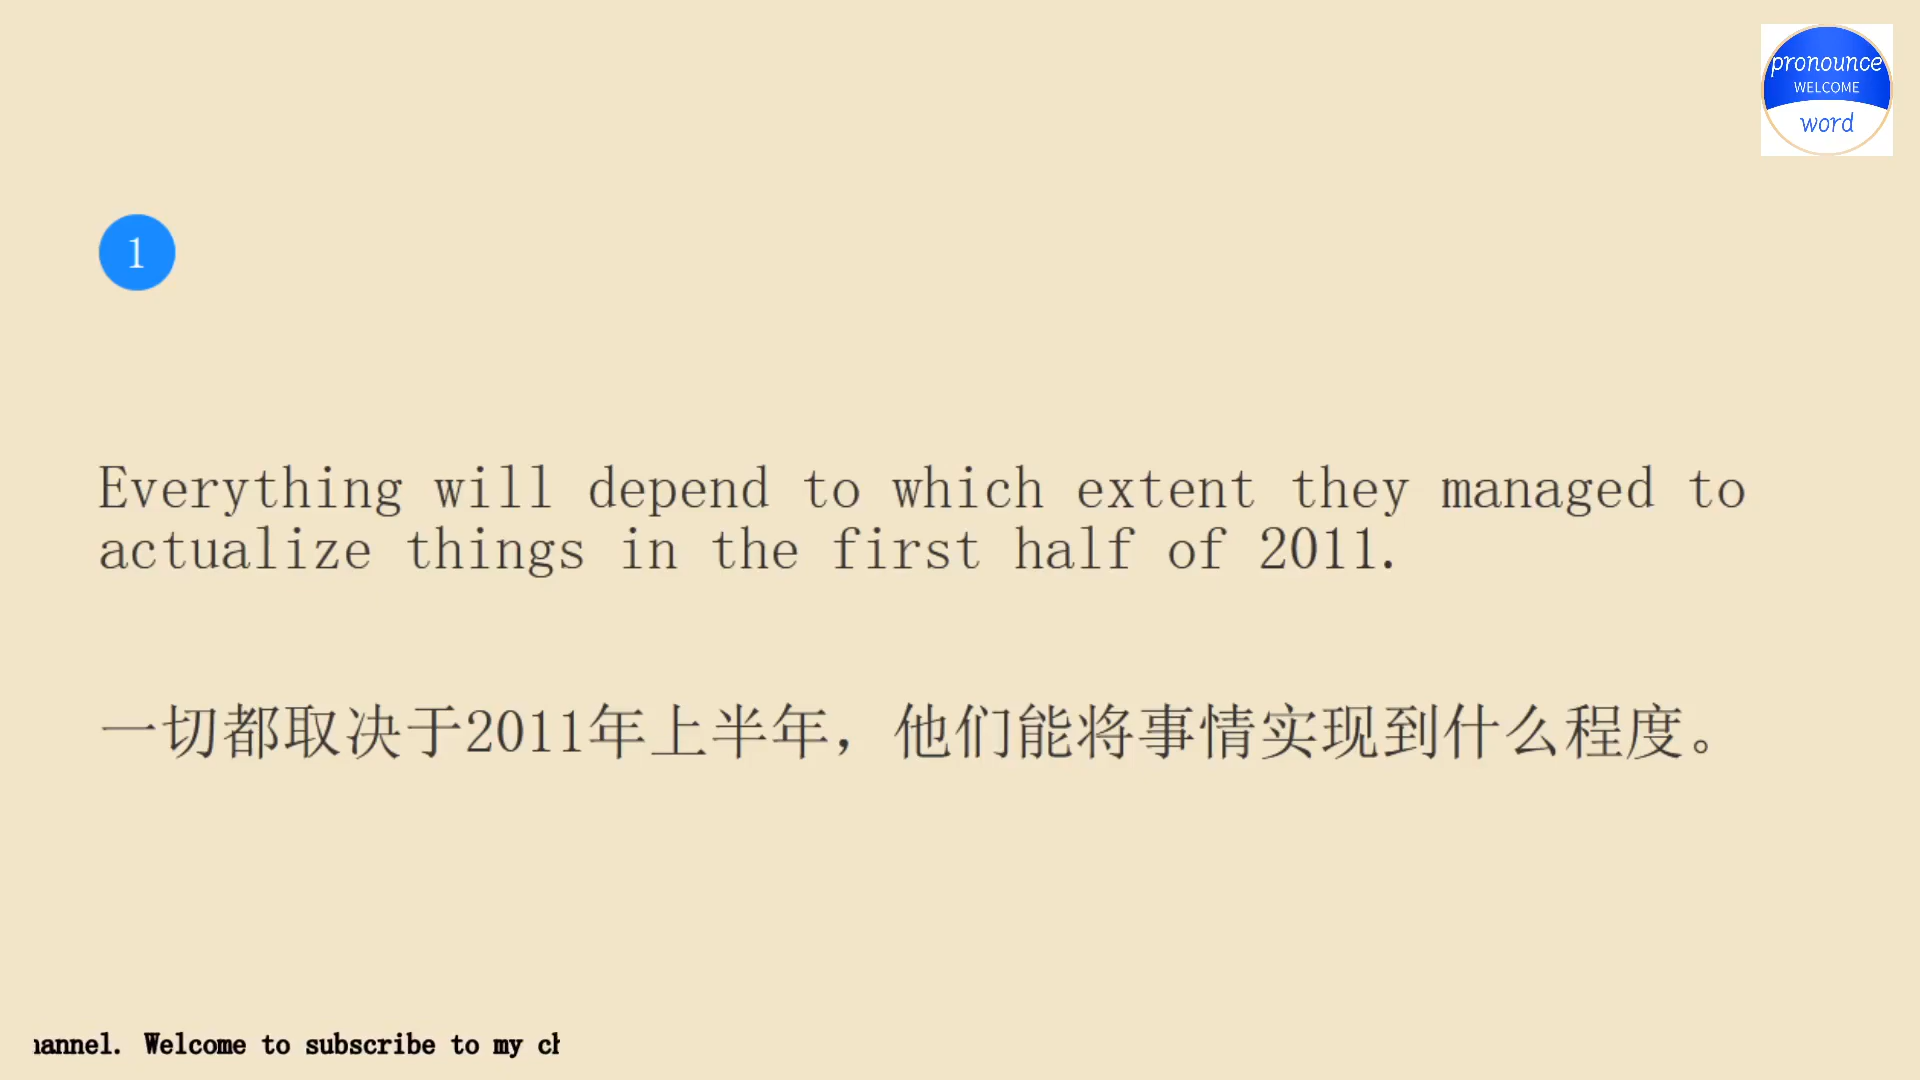 pronounce
WELCOME
word
1
Everything will depend to which extent they managed to
actualize things in the first half of 2011.
一切都取决于2011年上半年，他们能将事情实现到什么程度。
hannel. Welcome to subscribe to my ch